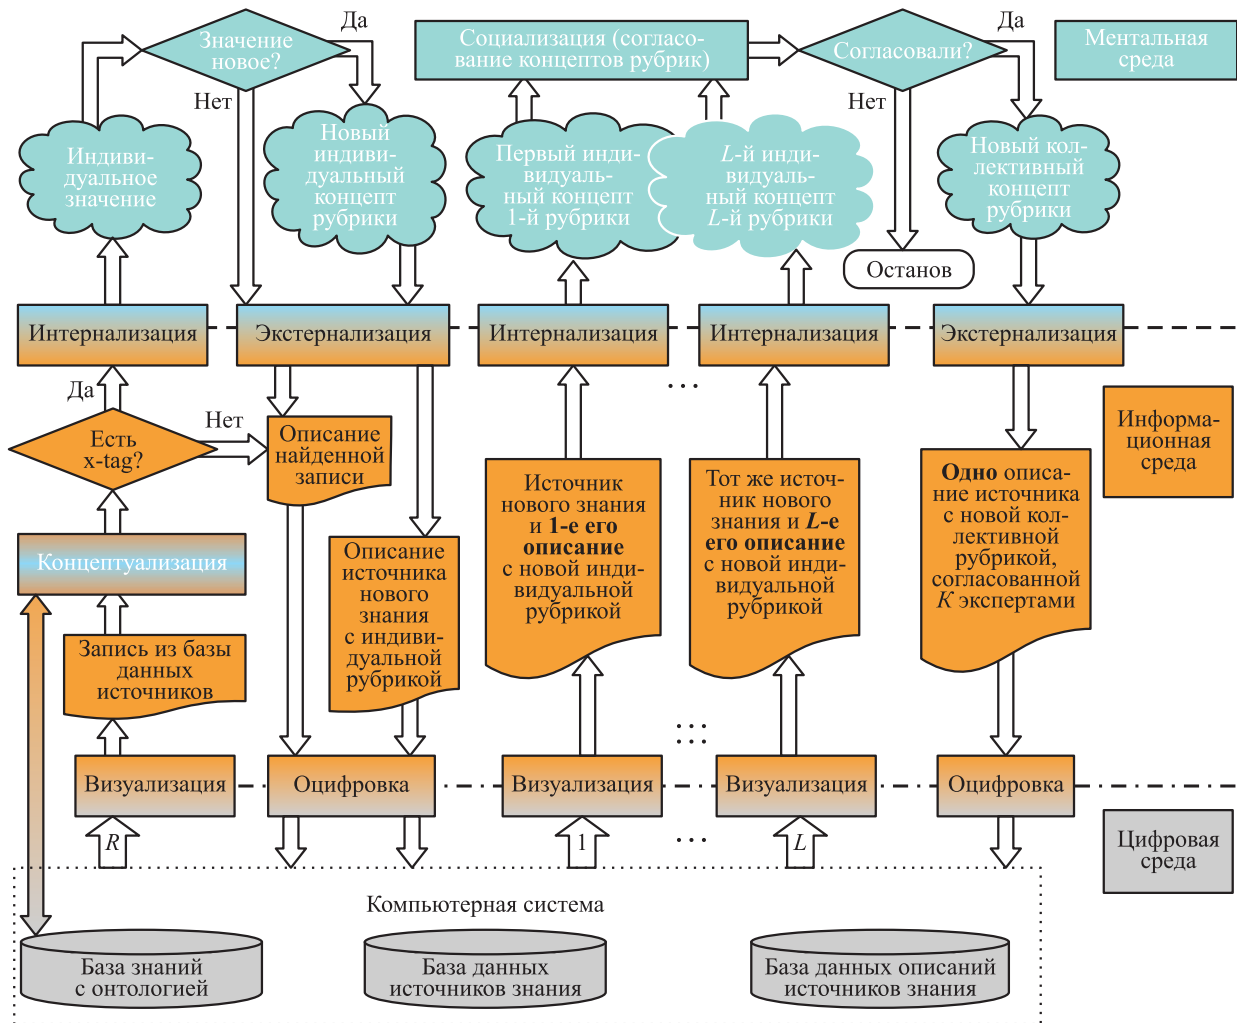 Да
Значение
новое?
Нет
Индиви-
дуальное
значение
Новый
индиви-
дуальный
концепт
рубрики
Социализация (согласо-
вание концептов рубрик)
Согласовали?
Да
Нет
Ментальная
среда
Первый инди-
видуаль-
ный концепт
1-й рубрики
L-й инди-
видуаль-
ный концепт
L-й рубрики
Новый кол-
лективный
концепт
рубрики
Останов
Интернализация
Экстернализация
Интернализация
Интернализация
Экстернализация
Да
Нет
...
Есть
x-tag?
Описание
найденной
записи
Информа-
ционная
среда
Источник
нового знания
и 1-е его
описание
с новой инди-
видуальной
рубрикой
Тот же источ-
ник нового
знания и L-е
его описание
с новой инди-
видуальной
рубрикой
Одно описа-
ние источника
с новой кол-
лективной
рубрикой,
согласованной
K экспертами
Концептуализация
Описание
источника
нового
знания
с индиви-
дуальной
рубрикой
Запись из базы
данных
источников
...
...
Визуализация
Оцифровка
Визуализация
Визуализация
Оцифровка
R
1
...
L
Цифровая
среда
Компьютерная система
База знаний
с онтологией
База данных
источников знания
База данных описаний
источников знания